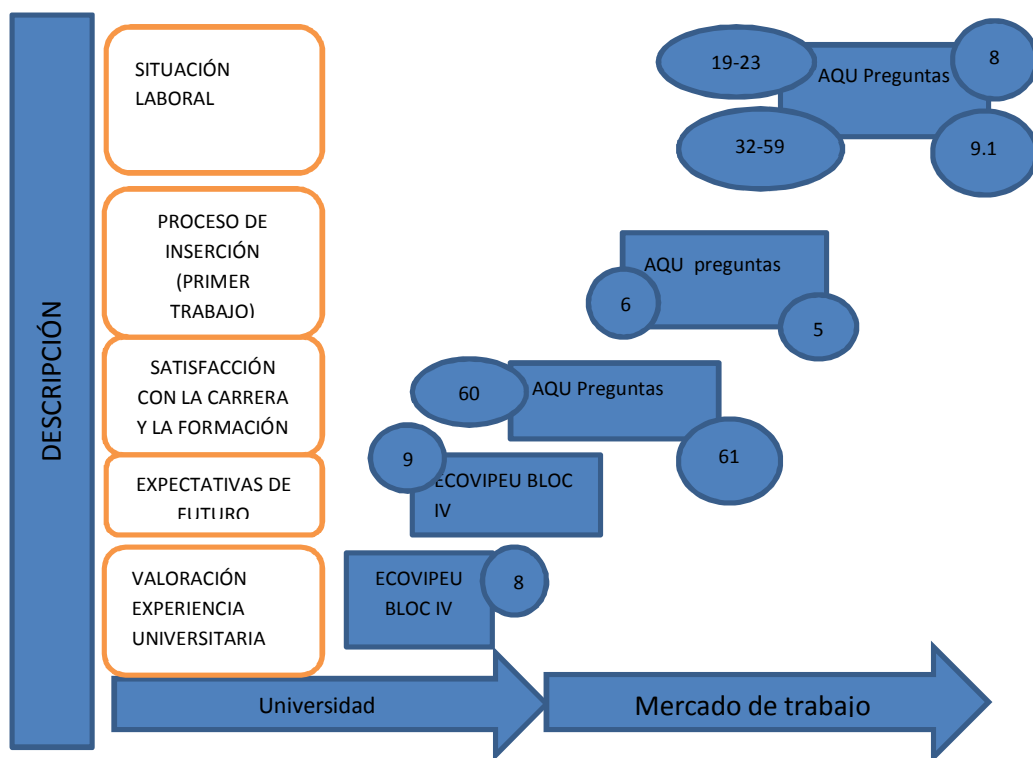 DESCRIPCIÓN
SITUACIÓN
LABORAL
19-23
AQU Preguntas
8
32-59
9.1
PROCESO DE
INSERCIÓN
(PRIMER
TRABAJO)
AQU preguntas
6
5
SATISFACCIÓN
CON LA CARRERA
Y LA FORMACIÓN
60
AQU Preguntas
61
EXPECTATIVAS DE
FUTURO
9
ECOVIPEU BLOC
IV
VALORACIÓN
EXPERIENCIA
UNIVERSITARIA
ECOVIPEU
BLOC IV
8
Universidad
Mercado de trabajo